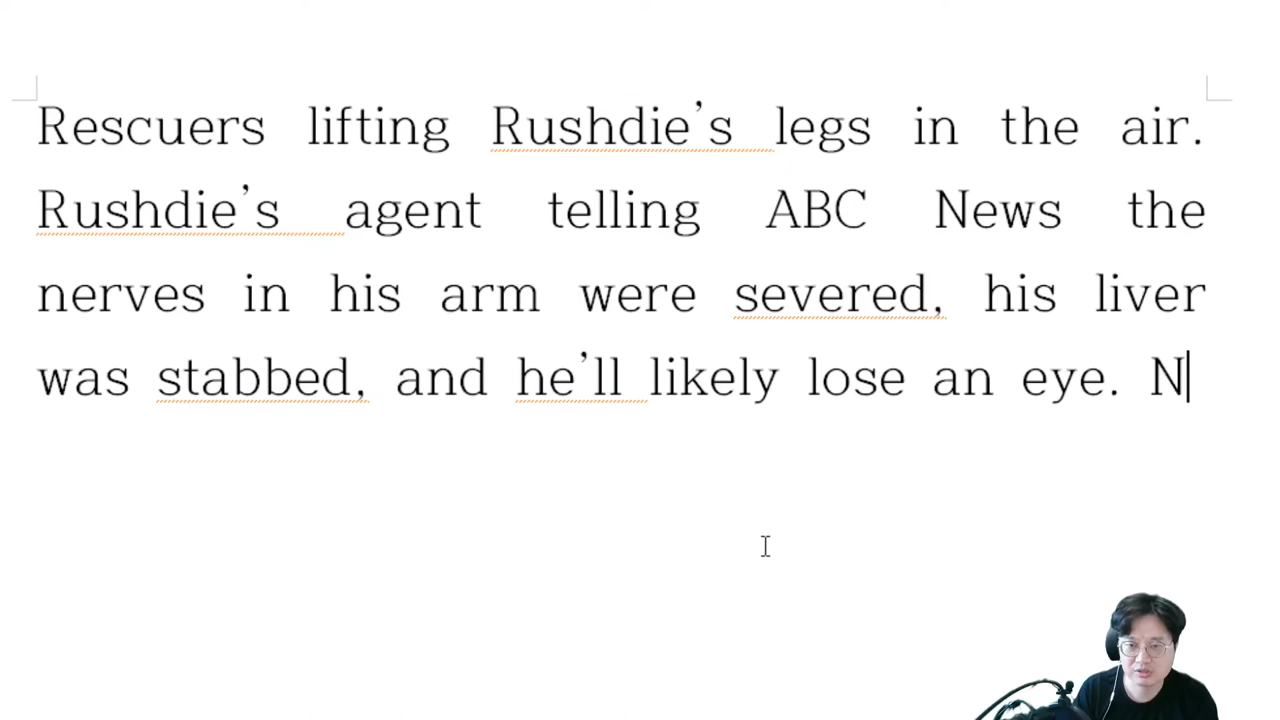 Rescuers lifting Rushdie's legs in the air.
Rushdie's agent telling ABC News the
nerves in his arm were severed, his liver
was stabbed, and he'll likely lose an eye. N